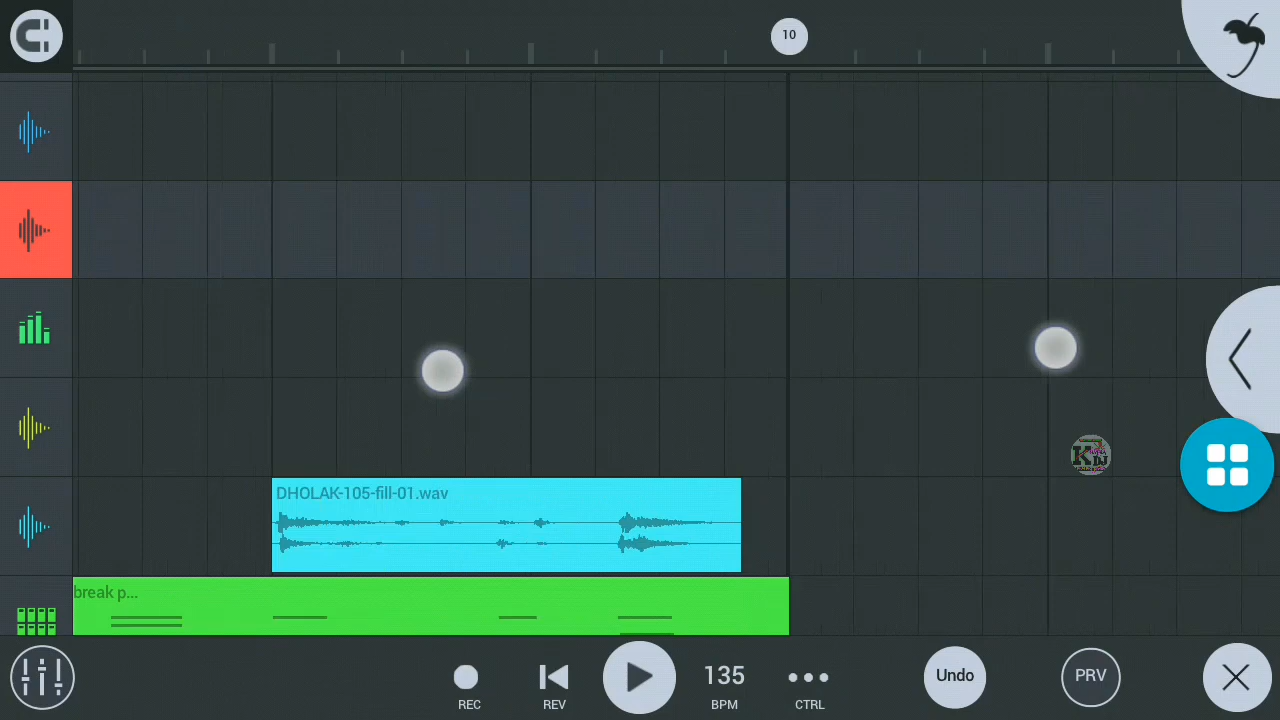 10
DHOLAK-105-fill-01.wav
break p...
135
Undo
PRV
REC
REV
BPM
CTRL